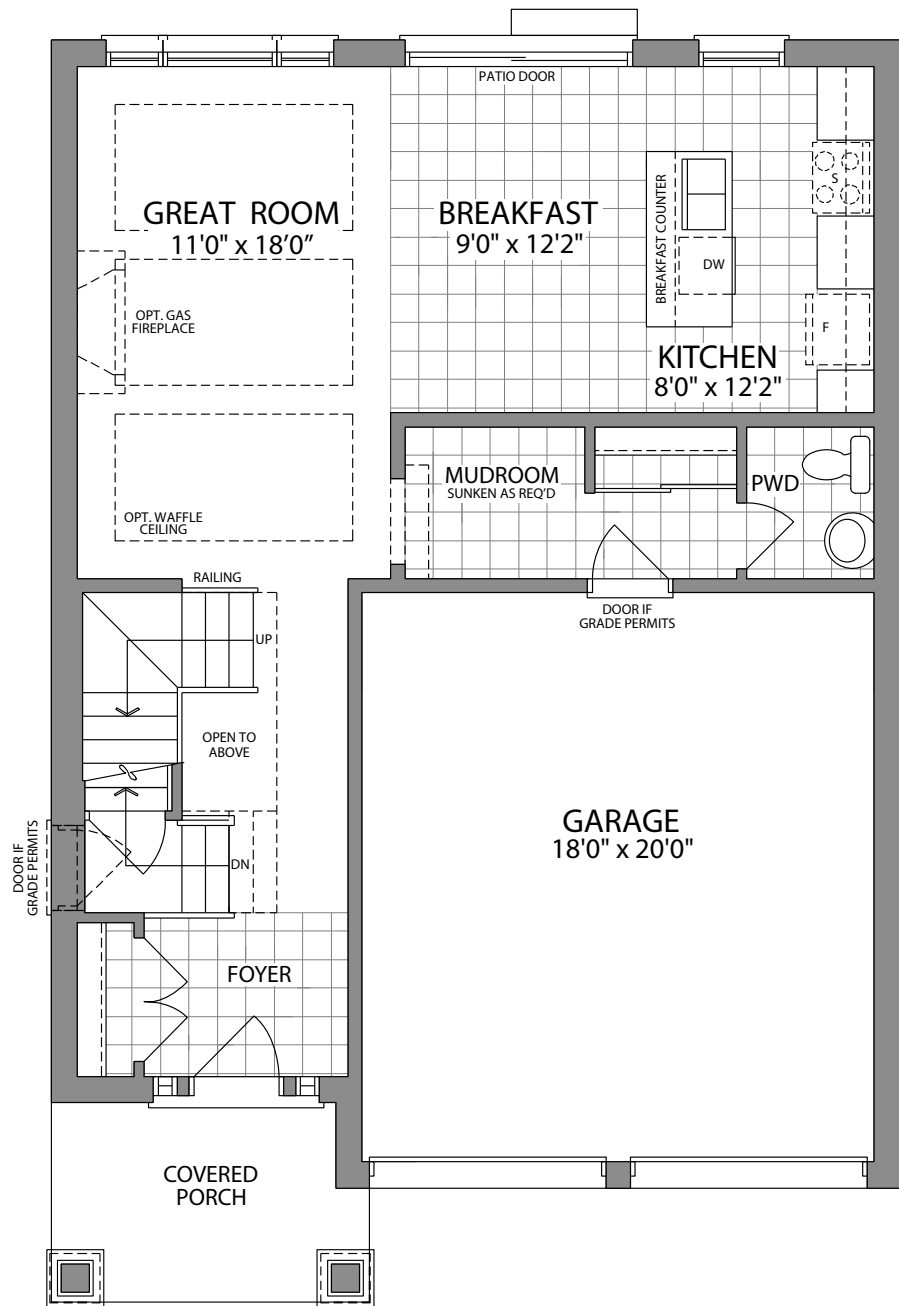 PATIO DOOR
GREAT ROOM
11'0" x 18'0”
BREAKFAST
9'0" x 12'2"
BREAKFAST COUNTER
S
DW
F
OPT. GAS
FIREPLACE
KITCHEN
8'0" x 12'2"
OPT. WAFFLE
CEILING
MUDROOM
SUNKEN AS REQ'D
PWD
RAILING
UP
DOOR IF
GRADE PERMITS
OPEN TO
ABOVE
GARAGE
18'0" x 20'0"
DOOR IF
GRADE PERMITS
DN
FOYER
COVERED
PORCH